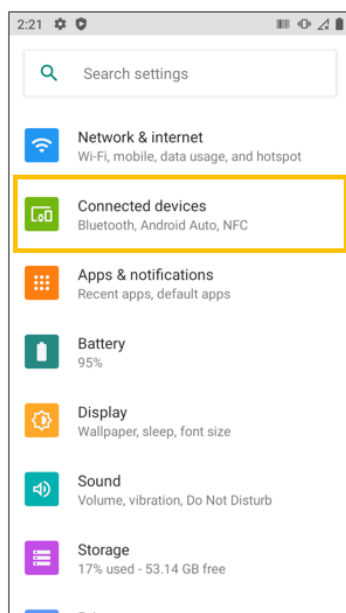 2:21
Search settings
Network & internet
Wi-Fi, mobile, data usage, and hotspot
Connected devices
Bluetooth, Android Auto, NFC
Apps & notifications
Recent apps, default apps
Battery
95%
Display
Wallpaper, sleep, font size
Sound
Volume, vibration, Do Not Disturb
Storage
17% used - 53.14 GB free